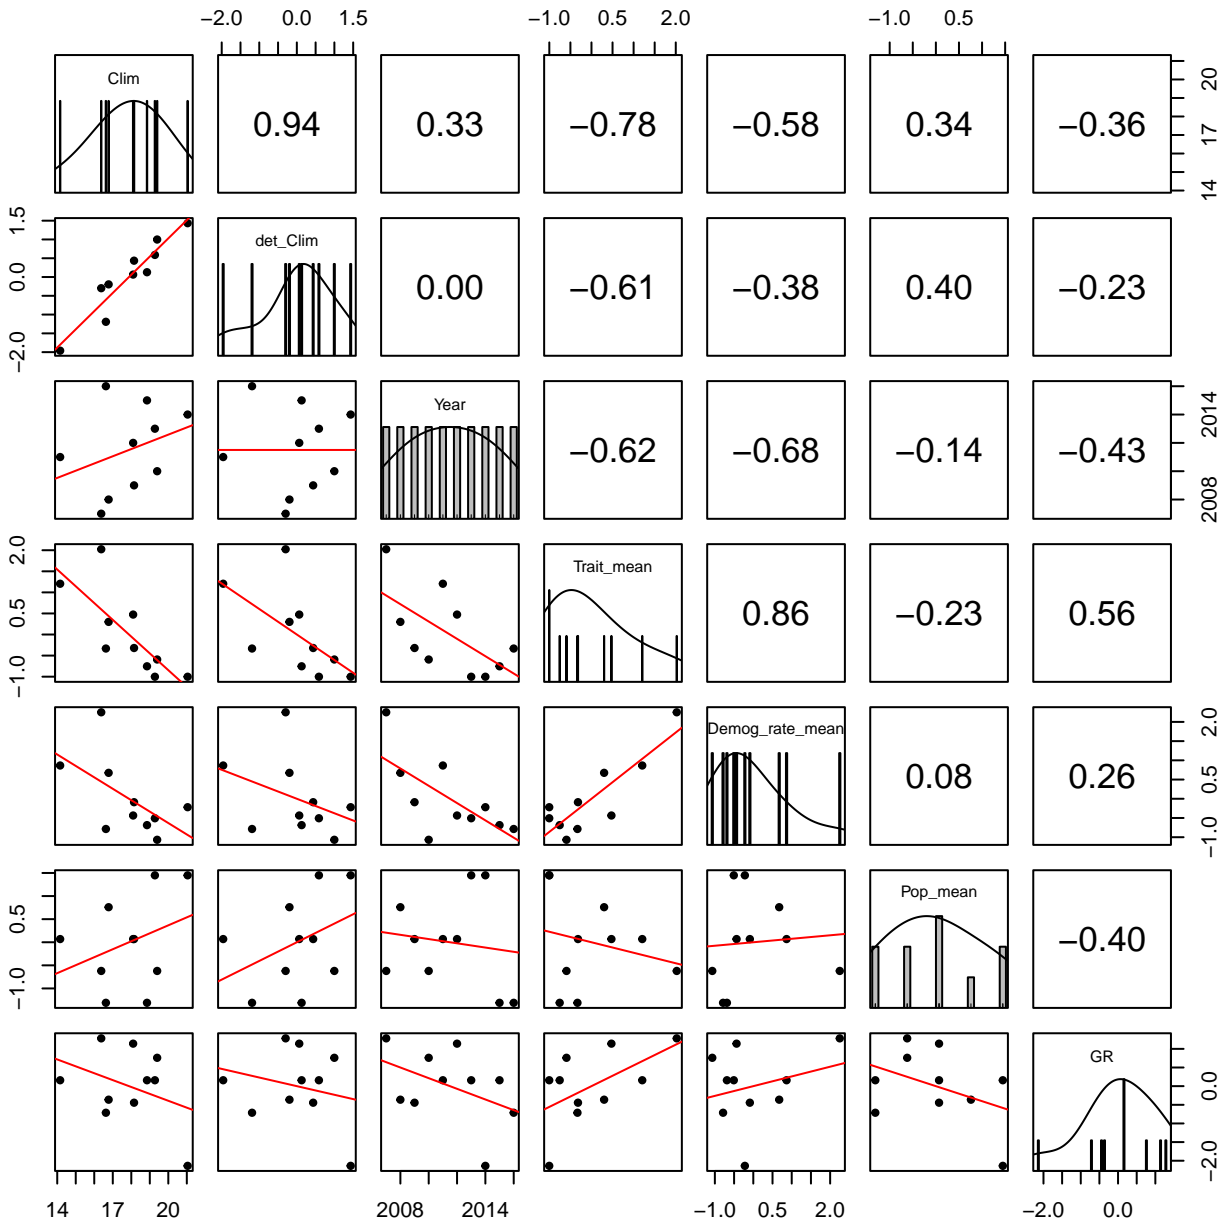 −2.0 0.0 1.5 −1.0 0.5 2.0 −1.0 0.5
Clim 0.94 0.33 −0.78 −0.58 0.34 −0.36 14 17 20
−2.0 0.0 1.5 det_Clim 0.00 −0.61 −0.38 0.40 −0.23
Year −0.62 −0.68 −0.14 −0.43 2008 2014
−1.0 0.5 2.0 Trait_mean 0.86 −0.23 0.56
Demog_rate_mean 0.08 0.26 −1.0 0.5 2.0
−1.0 0.5 Pop_mean −0.40
GR −2.0 0.0
14 17 20 2008 2014 −1.0 0.5 2.0 −2.0 0.0